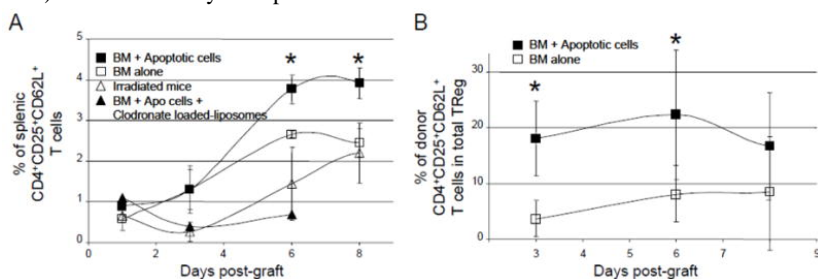 A
% of splenic
CD4+CD25+CD62L+
T cells
5
4
3
2
1
0
■ BM + Apoptotic cells
□ BM alone
△ Irradiated mice
▲ BM + Apo cells +
Clodronate loaded-liposomes
* *
0 2 4 6 8
Days post-graft
B
% of donor
CD4+CD25+CD62L+
T cells in total TReg
■ BM + Apoptotic cells
□ BM alone
30
20
10
0
* *
3 4 5 6 7 9
Days post-graft